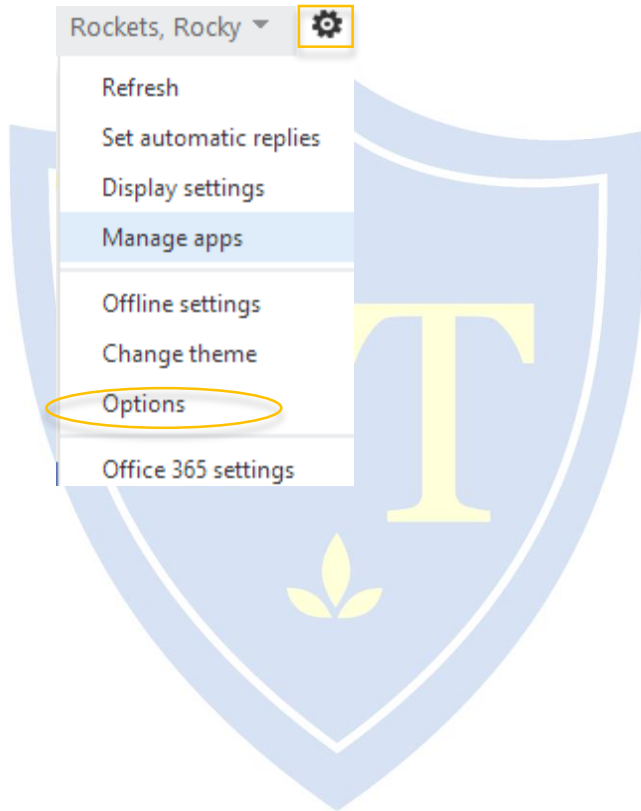 Rockets, Rocky
Refresh
Set automatic replies
Display settings
Manage apps
Offline settings
Change theme
Options
Office 365 settings
T